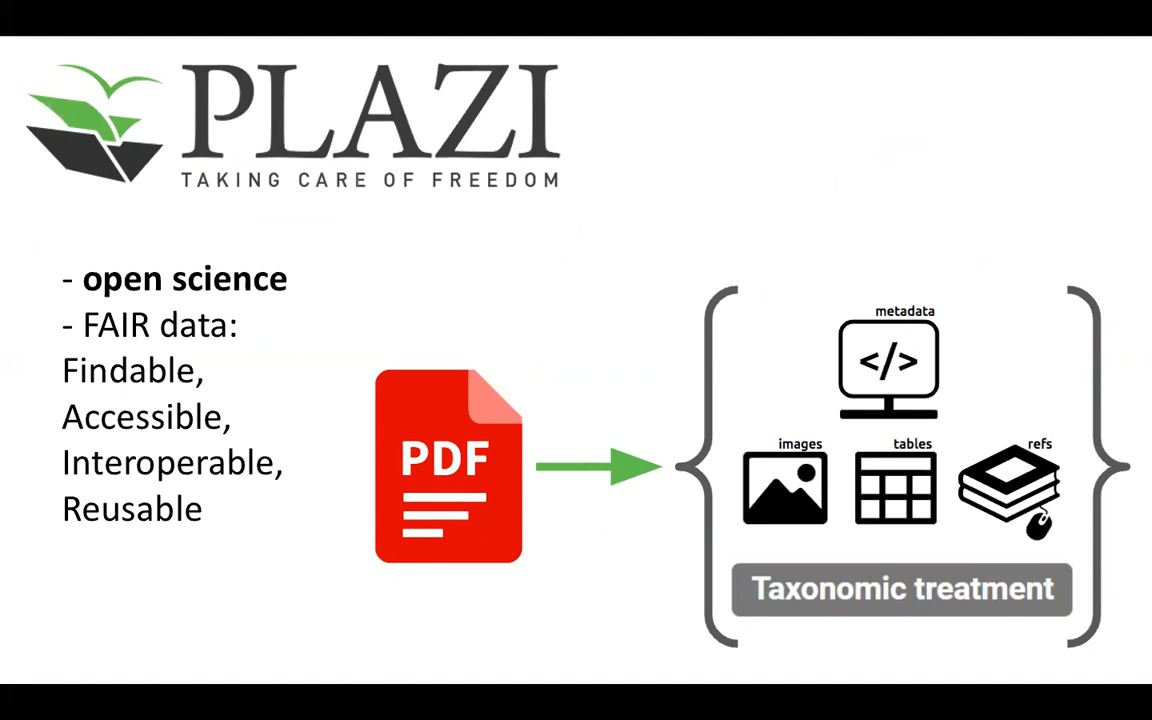 PLAZI
TAKING CARE OF FREEDOM
- open science
- FAIR data:
Findable,
Accessible,
Interoperable,
Reusable
PDF
metadata
</>
images
tables
refs
Taxonomic treatment